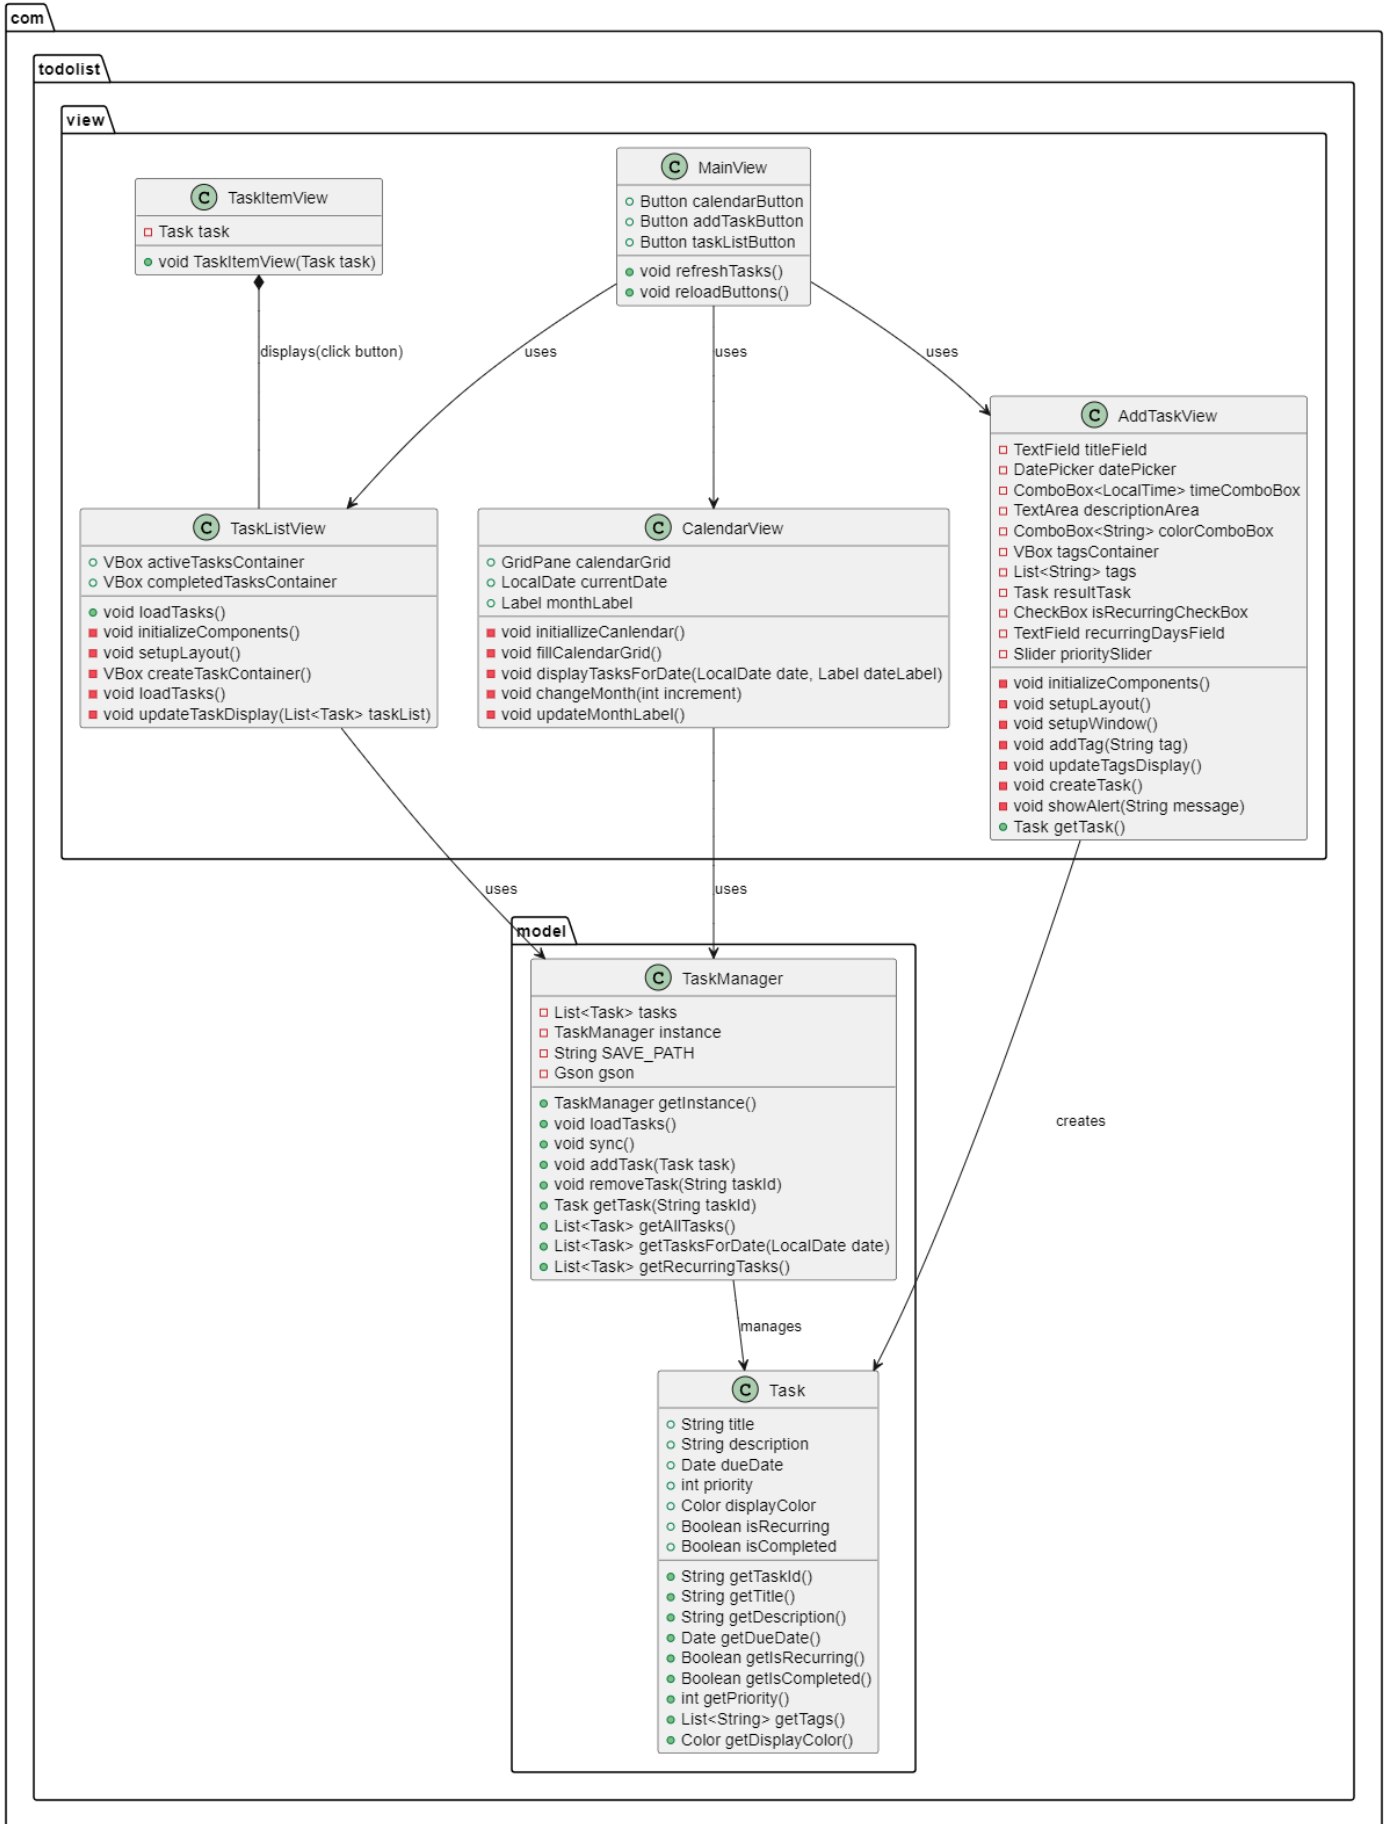 com
todolist
view
C TaskItemView
Task task
void TaskItemView(Task task)
C MainView
Button calendarButton
Button addTaskButton
Button taskListButton
void refreshTasks()
void reloadButtons()
displays(click button)
uses
uses
uses
C AddTaskView
TextField titleField
DatePicker datePicker
ComboBox<LocalTime> timeComboBox
TextArea descriptionArea
ComboBox<String> colorComboBox
VBox tagsContainer
List<String> tags
Task resultTask
CheckBox isRecurringCheckBox
TextField recurringDaysField
Slider prioritySlider
void initializeComponents()
void setupLayout()
void setupWindow()
void addTag(String tag)
void updateTagsDisplay()
void createTask()
void showAlert(String message)
Task getTask()
C TaskListView
VBox activeTasksContainer
VBox completedTasksContainer
void loadTasks()
void initializeComponents()
void setupLayout()
VBox createTaskContainer()
void loadTasks()
void updateTaskDisplay(List<Task> taskList)
C CalendarView
GridPane calendarGrid
LocalDate currentDate
Label monthLabel
void initiallizeCanlendar()
void fillCalendarGrid()
void displayTasksForDate(LocalDate date, Label dateLabel)
void changeMonth(int increment)
void updateMonthLabel()
uses
uses
model
C TaskManager
List<Task> tasks
TaskManager instance
String SAVE_PATH
Gson gson
TaskManager getInstance()
void loadTasks()
void sync()
void addTask(Task task)
void removeTask(String taskId)
Task getTask(String taskId)
List<Task> getAllTasks()
List<Task> getTasksForDate(LocalDate date)
List<Task> getRecurringTasks()
creates
manages
C Task
String title
String description
Date dueDate
int priority
Color displayColor
Boolean isRecurring
Boolean isCompleted
String getTaskId()
String getTitle()
String getDescription()
Date getDueDate()
Boolean getIsRecurring()
Boolean getIsCompleted()
int getPriority()
List<String> getTags()
Color getDisplayColor()